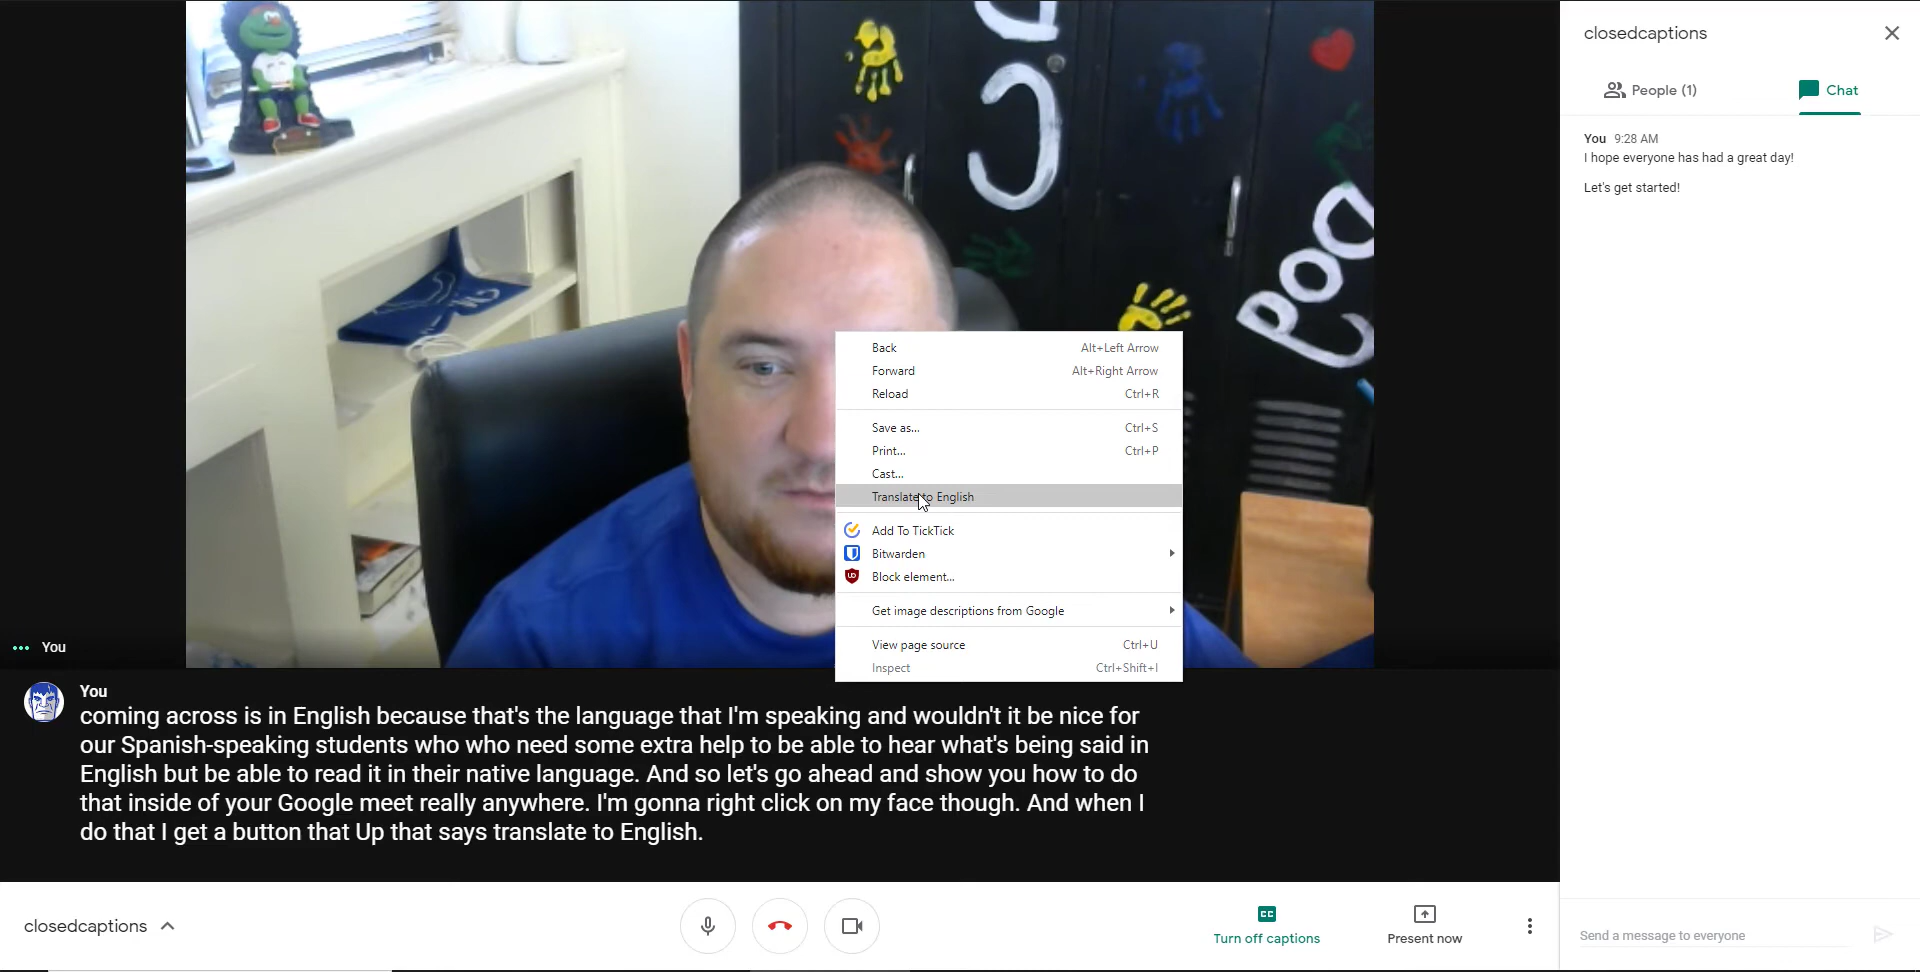 closedcaptions
People (1)
Chat
You 9:28 AM
I hope everyone has had a great day!
Let's get started!
Back Alt+Left Arrow
Forward Alt+Right Arrow
Reload Ctrl+R
Save as... Ctrl+S
Print... Ctrl+P
Cast...
Translate to English
Add To TickTick
Bitwarden
Block element...
Get image descriptions from Google
View page source Ctrl+U
Inspect Ctrl+Shift+I
You
You
coming across is in English because that's the language that I'm speaking and wouldn't it be nice for
our Spanish-speaking students who who need some extra help to be able to hear what's being said in
English but be able to read it in their native language. And so let's go ahead and show you how to do
that inside of your Google meet really anywhere. I'm gonna right click on my face though. And when I
do that I get a button that Up that says translate to English.
closedcaptions
Turn off captions
Present now
Send a message to everyone